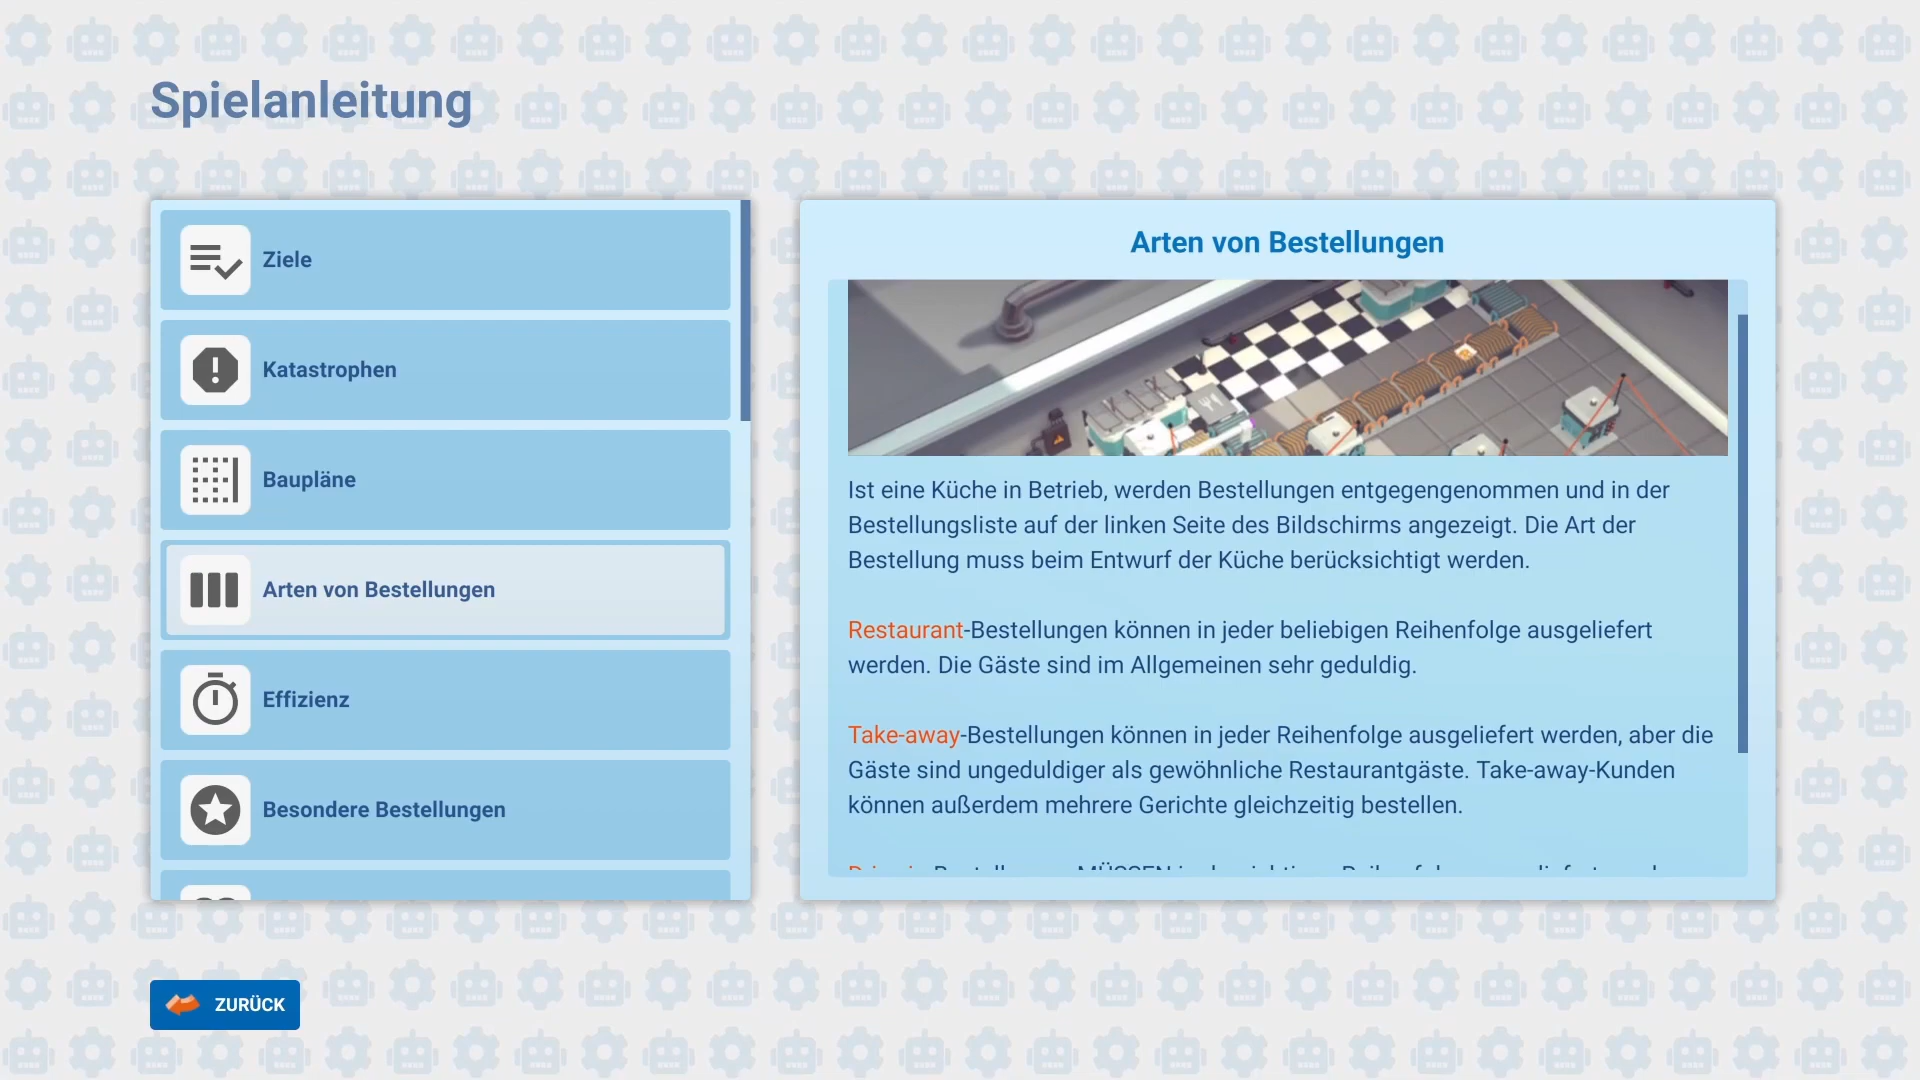 Spielanleitung
Ziele
Katastrophen
Baupläne
Arten von Bestellungen
Effizienz
Besondere Bestellungen
ZURÜCK
Arten von Bestellungen
Ist eine Küche in Betrieb, werden Bestellungen entgegengenommen und in der
Bestellungsliste auf der linken Seite des Bildschirms angezeigt. Die Art der
Bestellung muss beim Entwurf der Küche berücksichtigt werden.
Restaurant-Bestellungen können in jeder beliebigen Reihenfolge ausgeliefert
werden. Die Gäste sind im Allgemeinen sehr geduldig.
Take-away-Bestellungen können in jeder Reihenfolge ausgeliefert werden, aber die
Gäste sind ungeduldiger als gewöhnliche Restaurantgäste. Take-away-Kunden
können außerdem mehrere Gerichte gleichzeitig bestellen.